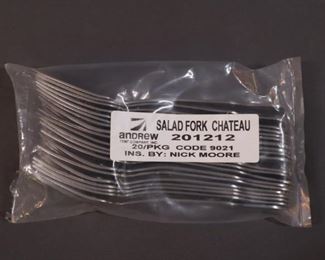 SALAD FORK CHATEAU
andrew
201212
20/PKG CODE 9021
INS. BY: NICK MOORE